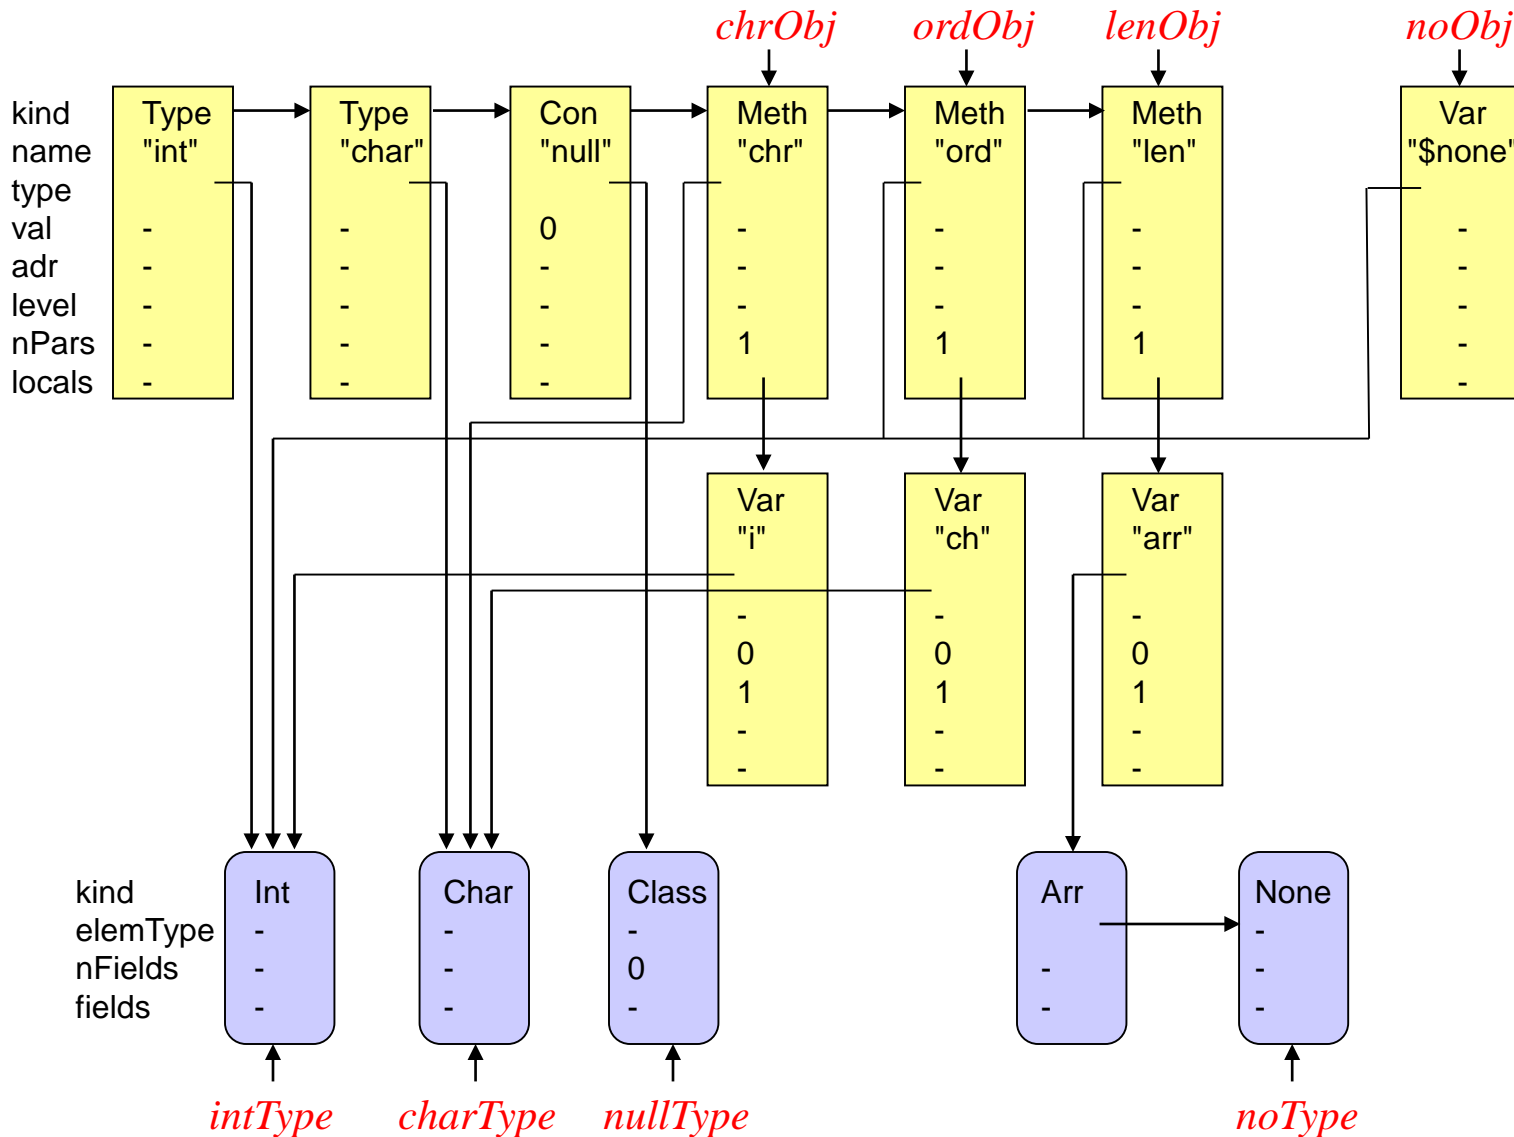 chrObj ordObj lenObj noObj
kind Type Type Con Meth Meth Meth Var
name "int" "char" "null" "chr" "ord" "len" "$none"
type
val - - 0 - - - -
adr - - - - - - -
level - - - - - - -
nPars - - - 1 1 1 -
locals - - - -
Var Var Var
"i" "ch" "arr"
- - -
0 0 0
1 1 1
- - -
- - -
kind Int Char Class Arr None
elemType - - - -
nFields - - 0 - -
fields - - - - -
intType charType nullType noType